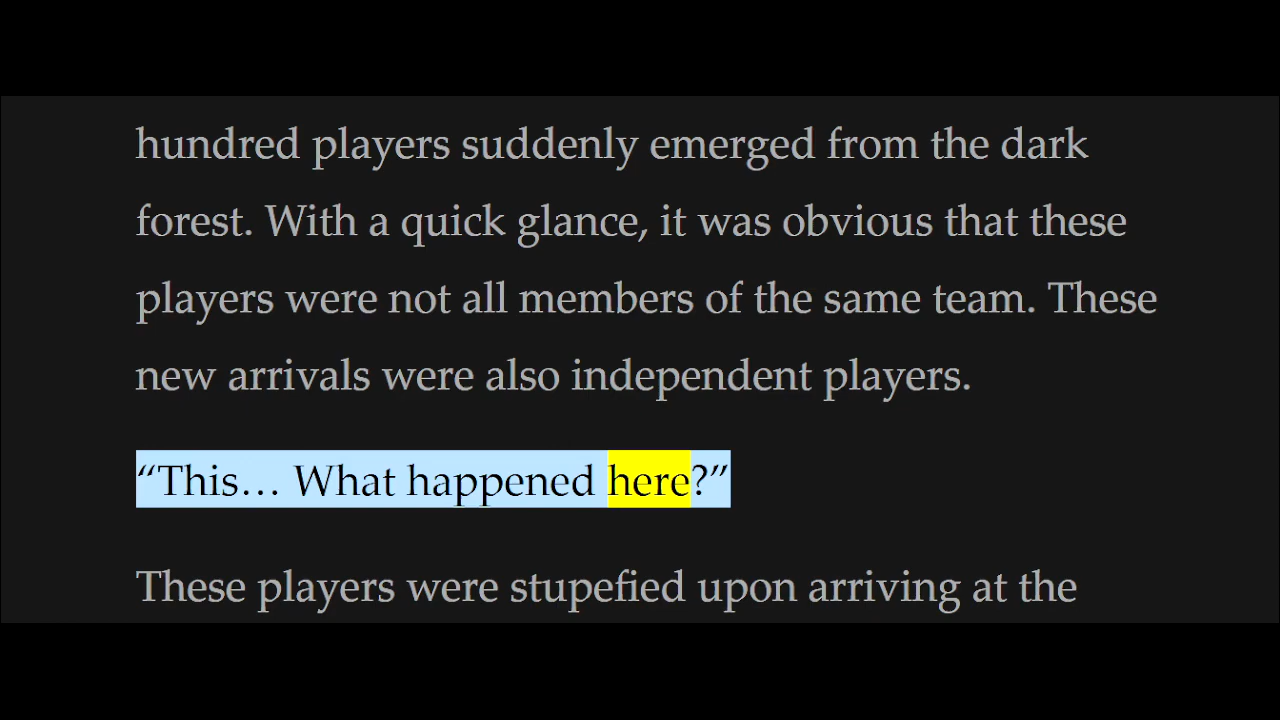 hundred players suddenly emerged from the dark
forest. With a quick glance, it was obvious that these
players were not all members of the same team. These
new arrivals were also independent players.
“This… What happened here?”
These players were stupefied upon arriving at the